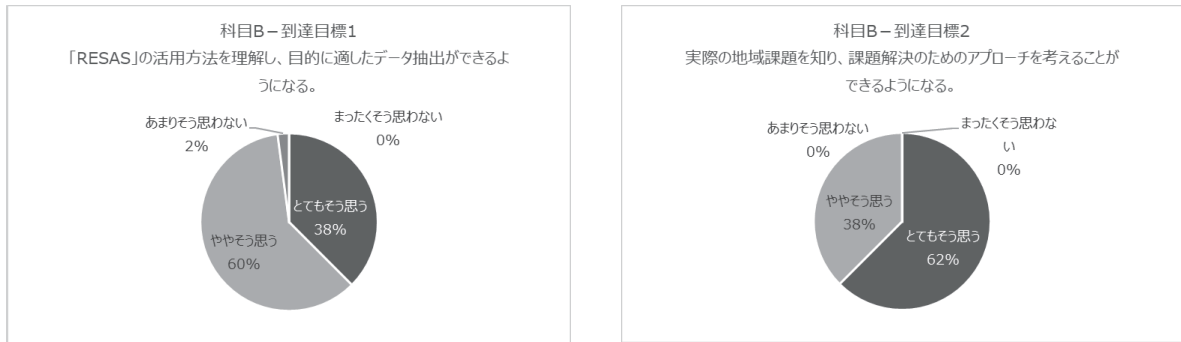 科目B－到達目標1
「RESAS」の活用方法を理解し、目的に適したデータ抽出ができるよ
うになる。
あまりそう思わない
2%
まったくそう思わない
0%
とてもそう思う
38%
ややそう思う
60%
科目B－到達目標2
実際の地域課題を知り、課題解決のためのアプローチを考えることが
できるようになる。
あまりそう思わない
0%
まったくそう思わな
い
0%
ややそう思う
38%
とてもそう思う
62%